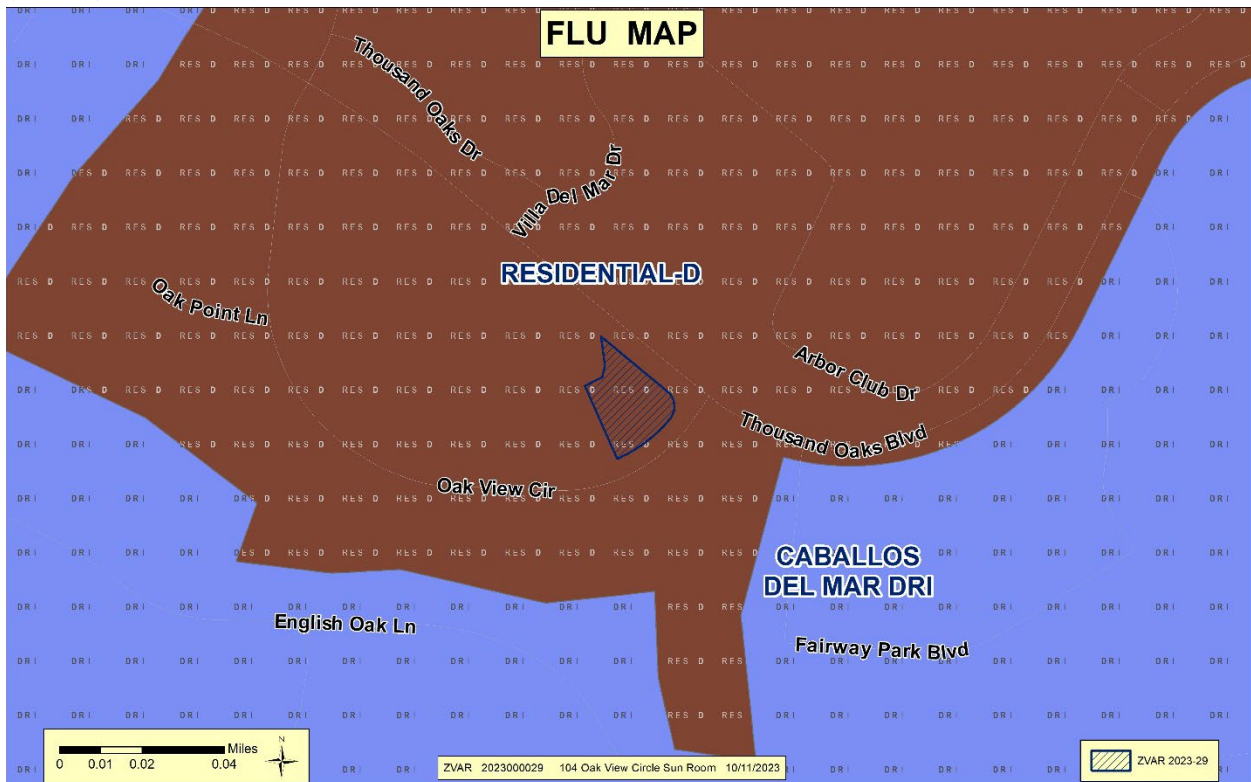 FLU MAP
Thousand Oaks Dr
Villa Del Mar Dr
RESIDENTIAL-D
Oak Point Ln
Arbor Club Dr
Thousand Oaks Blvd
Oak View Cir
CABALLOS
DEL MAR DRI
English Oak Ln
Fairway Park Blvd
RES D
DRI
Miles
0 0.01 0.02 0.04
N
ZVAR 2023000029 104 Oak View Circle Sun Room 10/11/2023
ZVAR 2023-29